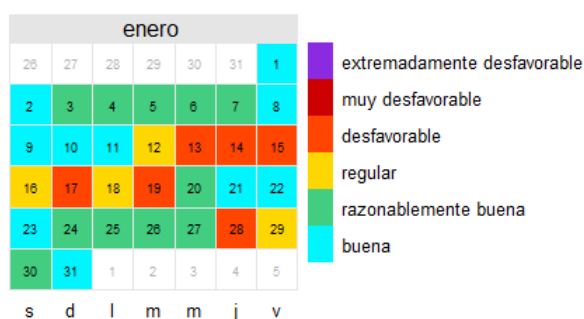 enero
26 27 28 29 30 31 1
2 3 4 5 6 7 8
9 10 11 12 13 14 15
16 17 18 19 20 21 22
23 24 25 26 27 28 29
30 31 1 2 3 4 5
s d l m m j v
extremadamente desfavorable
muy desfavorable
desfavorable
regular
razonablemente buena
buena